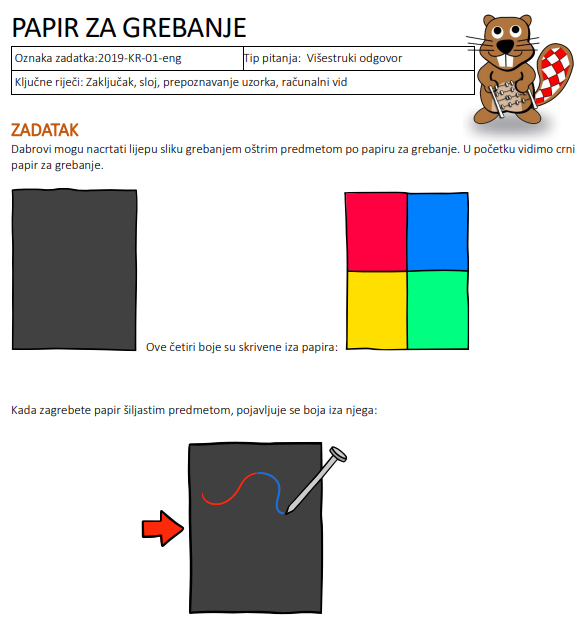 PAPIR ZA GREBANJE
Oznaka zadatka:2019-KR-01-eng
Tip pitanja: Višestruki odgovor
Ključne riječi: Zaključak, sloj, prepoznavanje uzorka, računalni vid
ZADATAK
Dabrovi mogu nacrtati lijepu sliku grebanjem oštrim predmetom po papiru za grebanje. U početku vidimo crni
papir za grebanje.
Ove četiri boje su skrivene iza papira:
Kada zagrebete papir šiljastim predmetom, pojavljuje se boja iza njega: